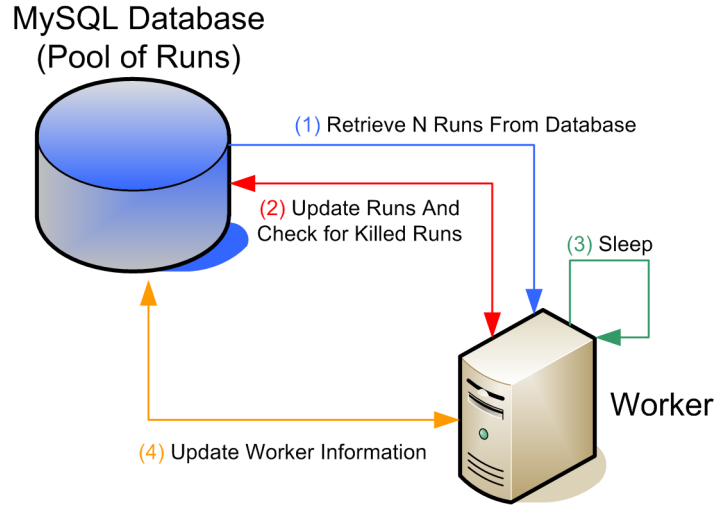 MySQL Database
(Pool of Runs)
(1) Retrieve N Runs From Database
(2) Update Runs And
Check for Killed Runs
(3) Sleep
Worker
(4) Update Worker Information